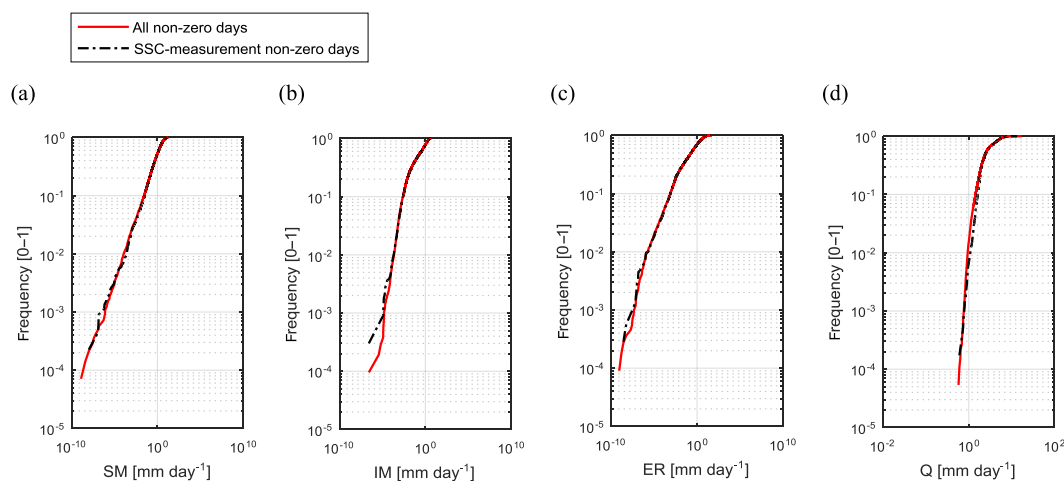 All non-zero days
SSC-measurement non-zero days
(a)
(b)
(c)
(d)
Frequency [0–1]
10^0
10^-1
10^-2
10^-3
10^-4
10^-5
10^-10
10^0
10^10
SM [mm day^-1]
Frequency [0–1]
10^0
10^-1
10^-2
10^-3
10^-4
10^-5
10^-10
10^0
10^10
IM [mm day^-1]
Frequency [0–1]
10^0
10^-1
10^-2
10^-3
10^-4
10^-5
10^-10
10^0
10^10
ER [mm day^-1]
Frequency [0–1]
10^0
10^-1
10^-2
10^-3
10^-4
10^-5
10^-2
10^0
10^2
Q [mm day^-1]